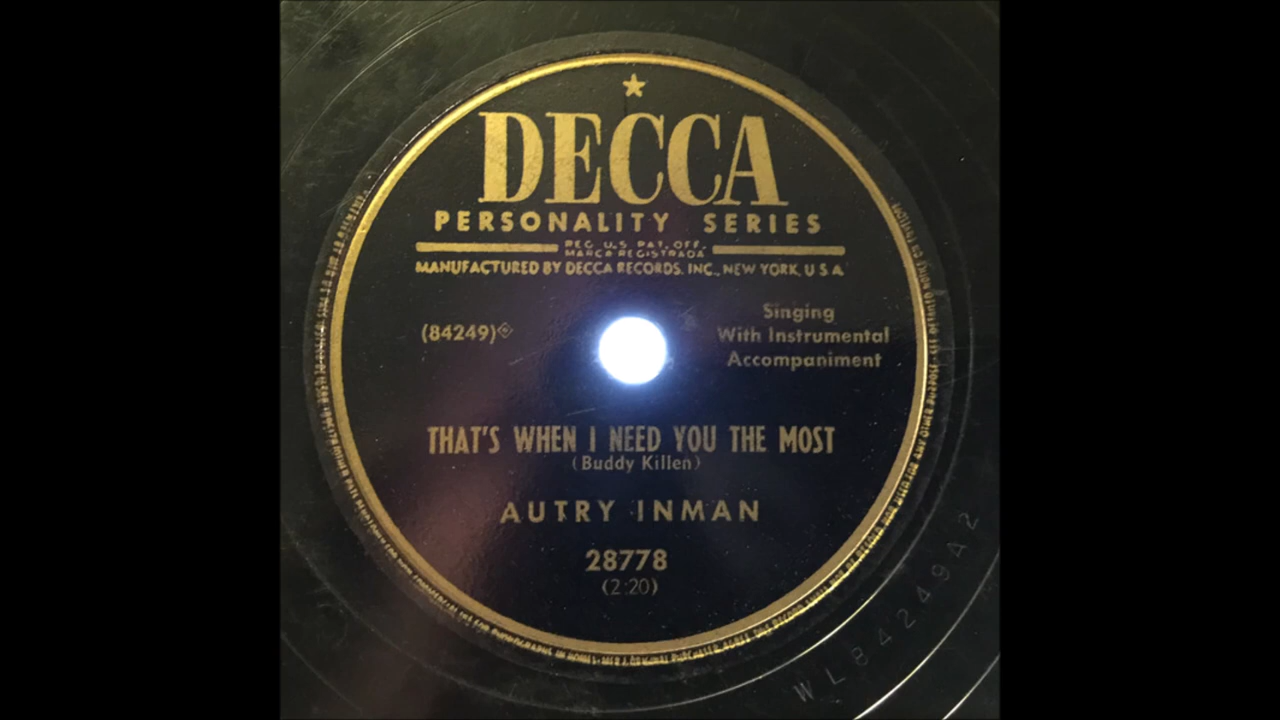 DECCA
PERSONALITY SERIES
REG. U.S. PAT. OFF.
MARCA REGISTRADA
MANUFACTURED BY DECCA RECORDS, INC., NEW YORK, U S A
(84249)
Singing
With Instrumental
Accompaniment
THAT'S WHEN I NEED YOU THE MOST
(Buddy Killen)
AUTRY INMAN
28778
(2:20)
WL84249A2